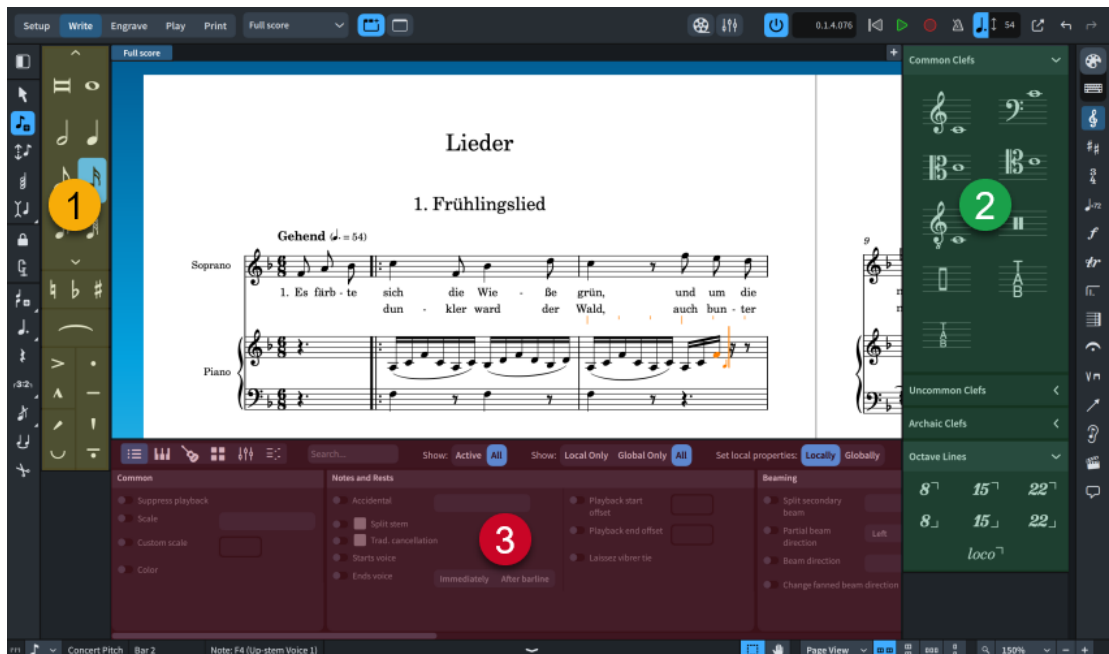 Setup Write Engrave Play Print Full score 0.1.4.076 54
Full score
Common Clefs
Lieder
1. Frühlingslied
Gehend (♩. = 54)
9
Soprano
1. Es färb - te sich die Wie - ße grün, und um die
dun - kler ward der Wald, auch bun - ter
Piano
1
2
3
Uncommon Clefs
Archaic Clefs
Octave Lines
8 15 22
8 15 22
loco
Search... Show: Active All Show: Local Only Global Only All Set local properties: Locally Globally
Common
Suppress playback
Scale
Custom scale
Color
Notes and Rests
Accidental
Split stem
Trad. cancellation
Starts voice
Ends voice Immediately After barline
Playback start offset
Playback end offset
Laissez vibrer tie
Beaming
Split secondary beam
Partial beam direction Left
Beam direction
Change fanned beam direction
Concert Pitch Bar 2 Note: F4 (Up-stem Voice 1) Page View 150%